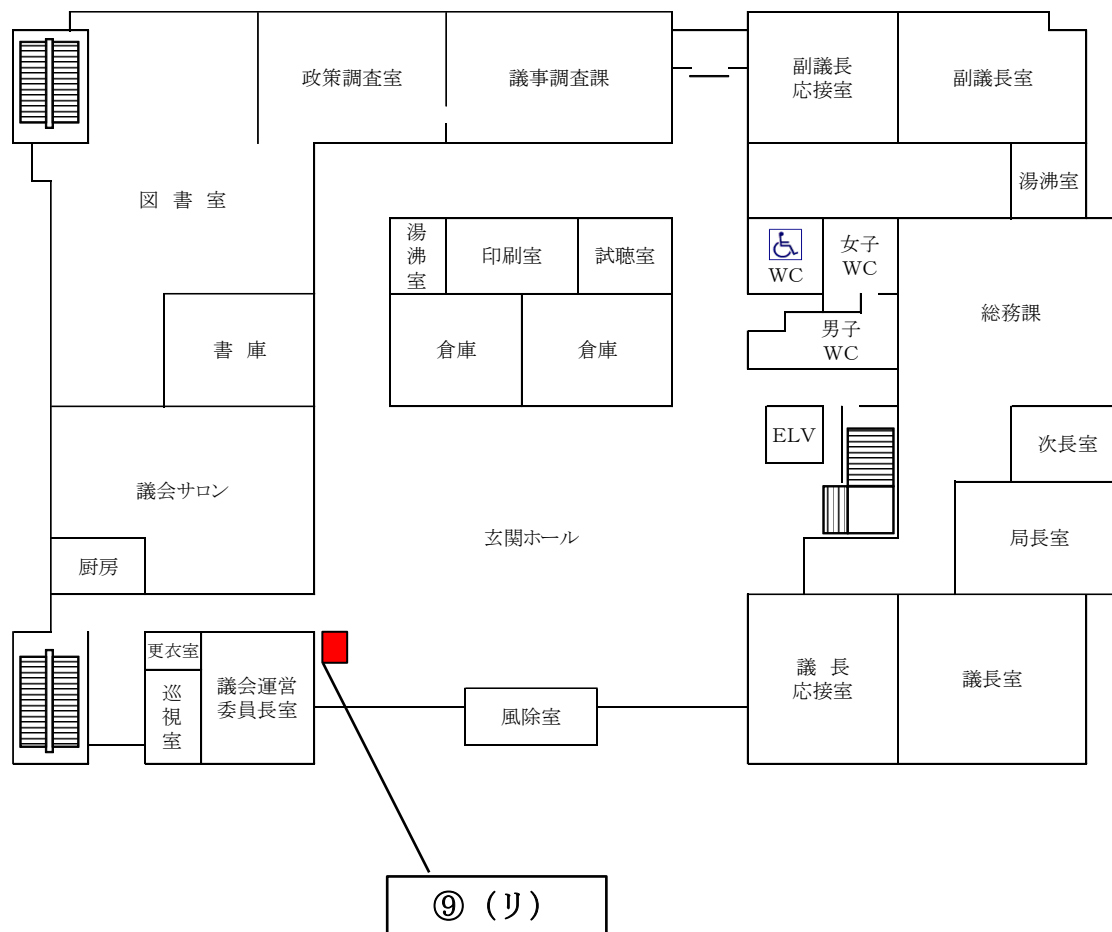 政策調査室
議事調査課
副議長
応接室
副議長室
湯沸室
図 書 室
湯
沸
室
印刷室
試聴室
WC
女子
WC
総務課
書 庫
倉庫
倉庫
男子
WC
ELV
次長室
議会サロン
玄関ホール
局長室
厨房
更衣室
巡
視
室
議会運営
委員長室
風除室
議 長
応接室
議長室
⑨（リ）